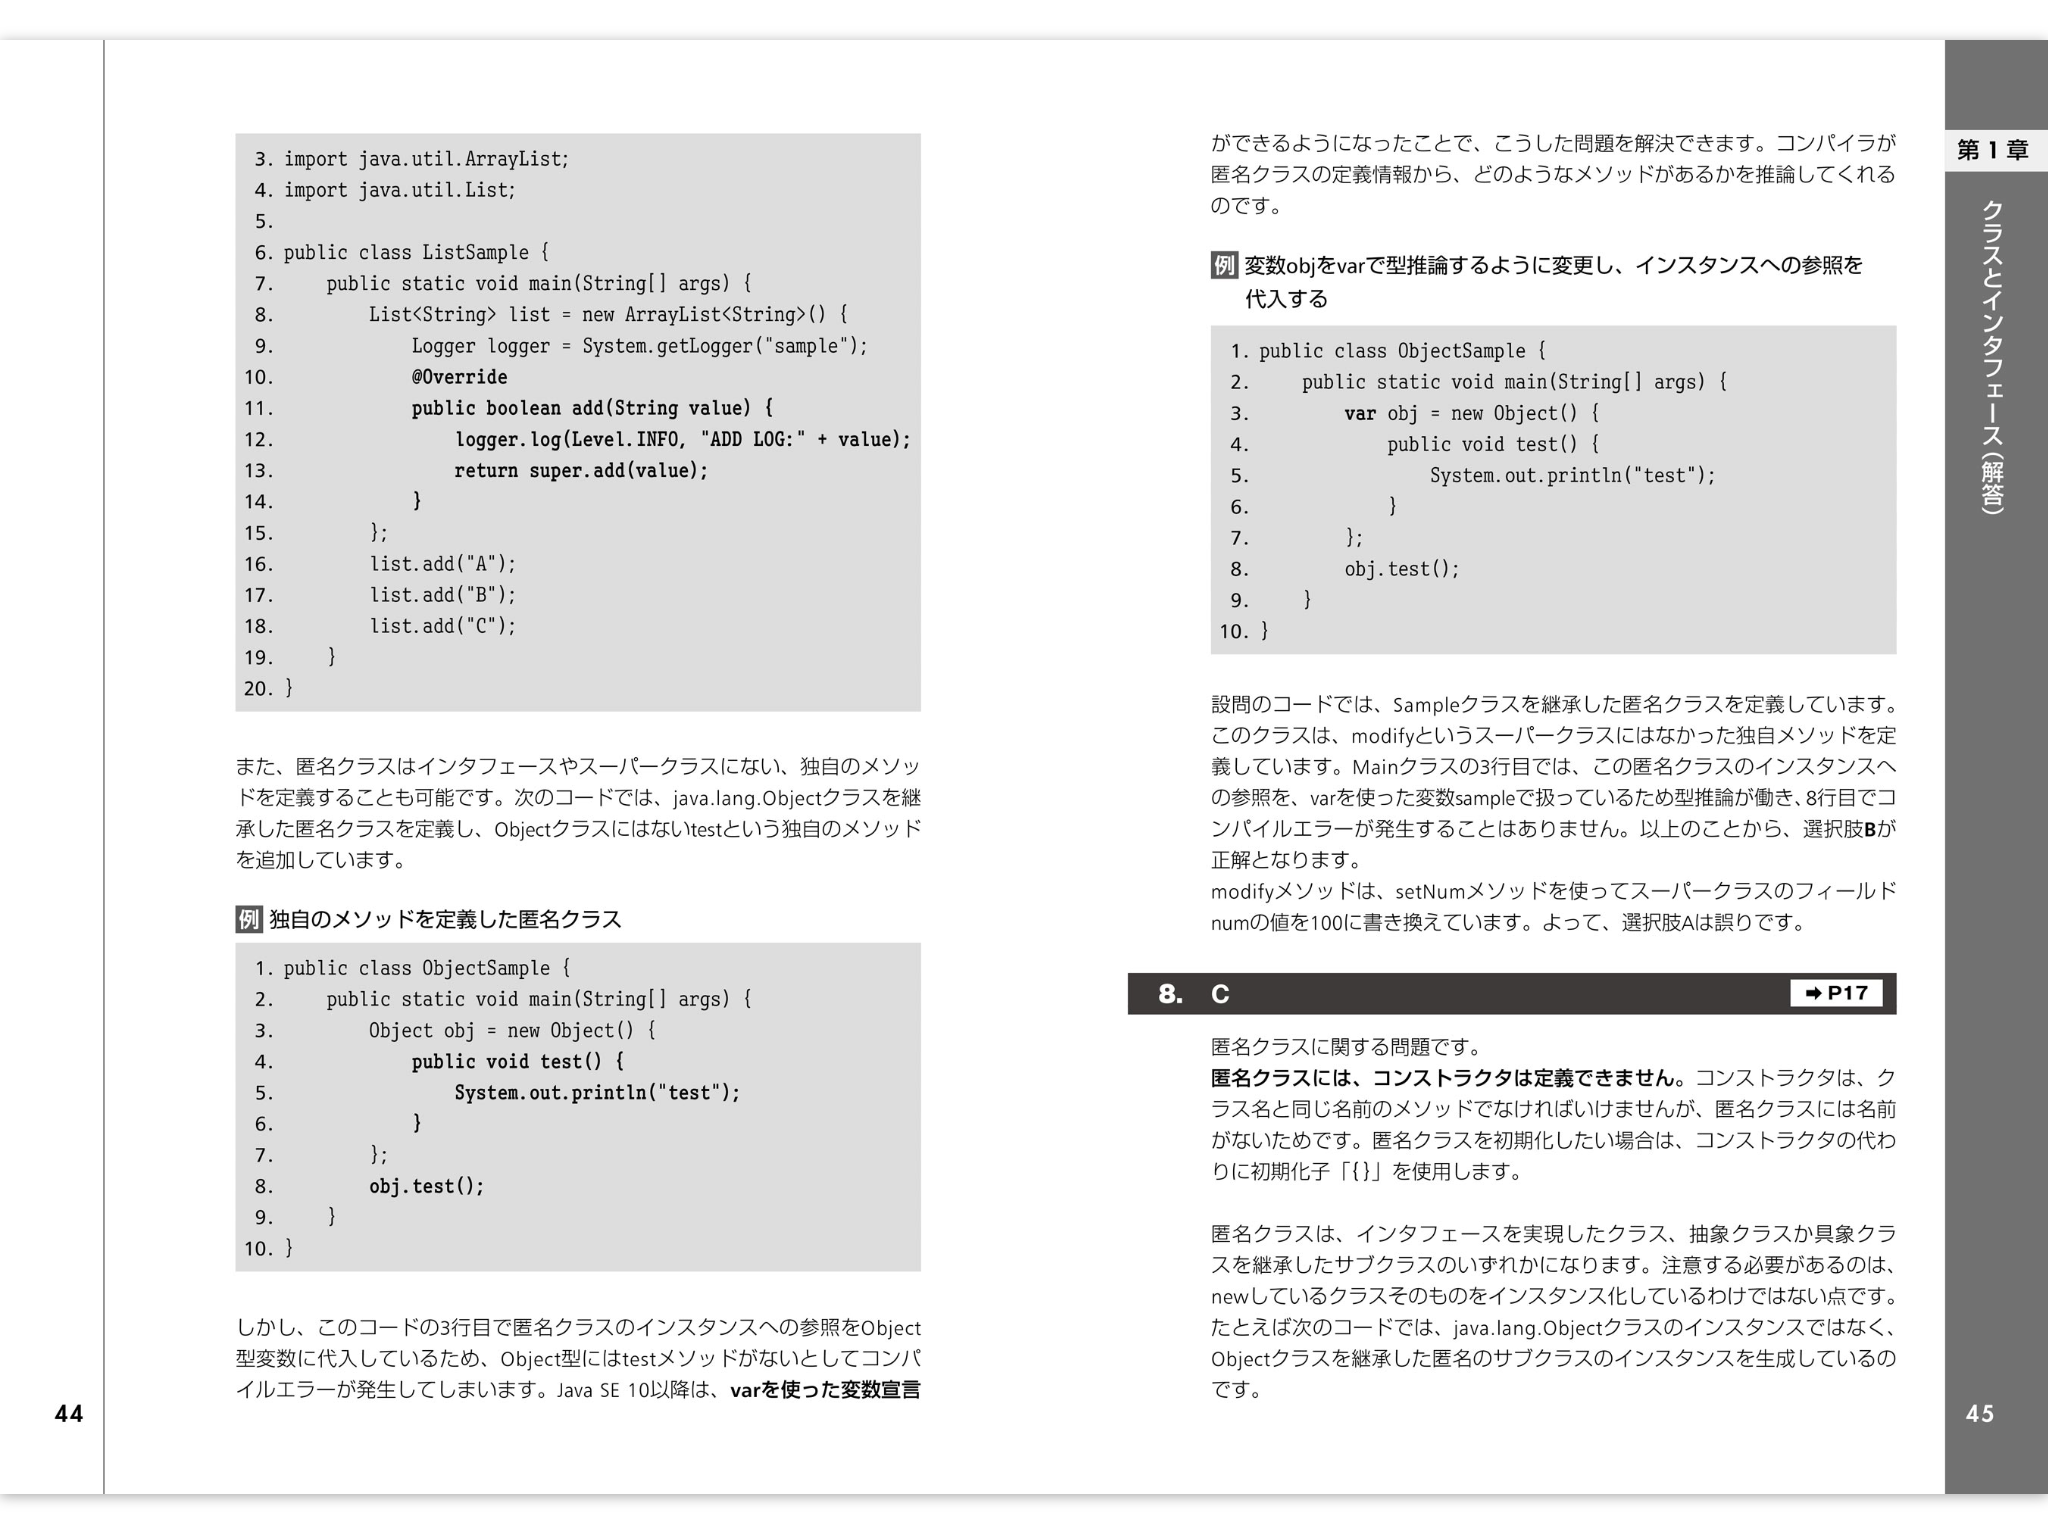 3. import java.util.ArrayList;
4. import java.util.List;
5.
6. public class ListSample {
7.     public static void main(String[] args) {
8.         List<String> list = new ArrayList<String>() {
9.             Logger logger = System.getLogger("sample");
10.             @Override
11.             public boolean add(String value) {
12.                 logger.log(Level.INFO, "ADD LOG:" + value);
13.                 return super.add(value);
14.             }
15.         };
16.         list.add("A");
17.         list.add("B");
18.         list.add("C");
19.     }
20. }
また、匿名クラスはインタフェースやスーパークラスにない、独自のメソッ
ドを定義することも可能です。次のコードでは、java.lang.Objectクラスを継
承した匿名クラスを定義し、Objectクラスにはないtestという独自のメソッド
を追加しています。
例 独自のメソッドを定義した匿名クラス
1. public class ObjectSample {
2.     public static void main(String[] args) {
3.         Object obj = new Object() {
4.             public void test() {
5.                 System.out.println("test");
6.             }
7.         };
8.         obj.test();
9.     }
10. }
しかし、このコードの3行目で匿名クラスのインスタンスへの参照をObject
型変数に代入しているため、Object型にはtestメソッドがないとしてコンパ
イルエラーが発生してしまいます。Java SE 10以降は、varを使った変数宣言
44
ができるようになったことで、こうした問題を解決できます。コンパイラが
匿名クラスの定義情報から、どのようなメソッドがあるかを推論してくれる
のです。
例 変数objをvarで型推論するように変更し、インスタンスへの参照を
代入する
1. public class ObjectSample {
2.     public static void main(String[] args) {
3.         var obj = new Object() {
4.             public void test() {
5.                 System.out.println("test");
6.             }
7.         };
8.         obj.test();
9.     }
10. }
設問のコードでは、Sampleクラスを継承した匿名クラスを定義しています。
このクラスは、modifyというスーパークラスにはなかった独自メソッドを定
義しています。Mainクラスの3行目では、この匿名クラスのインスタンスへ
の参照を、varを使った変数sampleで扱っているため型推論が働き、8行目でコ
ンパイルエラーが発生することはありません。以上のことから、選択肢Bが
正解となります。
modifyメソッドは、setNumメソッドを使ってスーパークラスのフィールド
numの値を100に書き換えています。よって、選択肢Aは誤りです。
8. C ➡P17
匿名クラスに関する問題です。
匿名クラスには、コンストラクタは定義できません。コンストラクタは、ク
ラス名と同じ名前のメソッドでなければいけませんが、匿名クラスには名前
がないためです。匿名クラスを初期化したい場合は、コンストラクタの代わ
りに初期化子「{}」を使用します。
匿名クラスは、インタフェースを実現したクラス、抽象クラスか具象クラ
スを継承したサブクラスのいずれかになります。注意する必要があるのは、
newしているクラスそのものをインスタンス化しているわけではない点です。
たとえば次のコードでは、java.lang.Objectクラスのインスタンスではなく、
Objectクラスを継承した匿名のサブクラスのインスタンスを生成しているの
です。
第1章
クラスとインタフェース(解答)
45